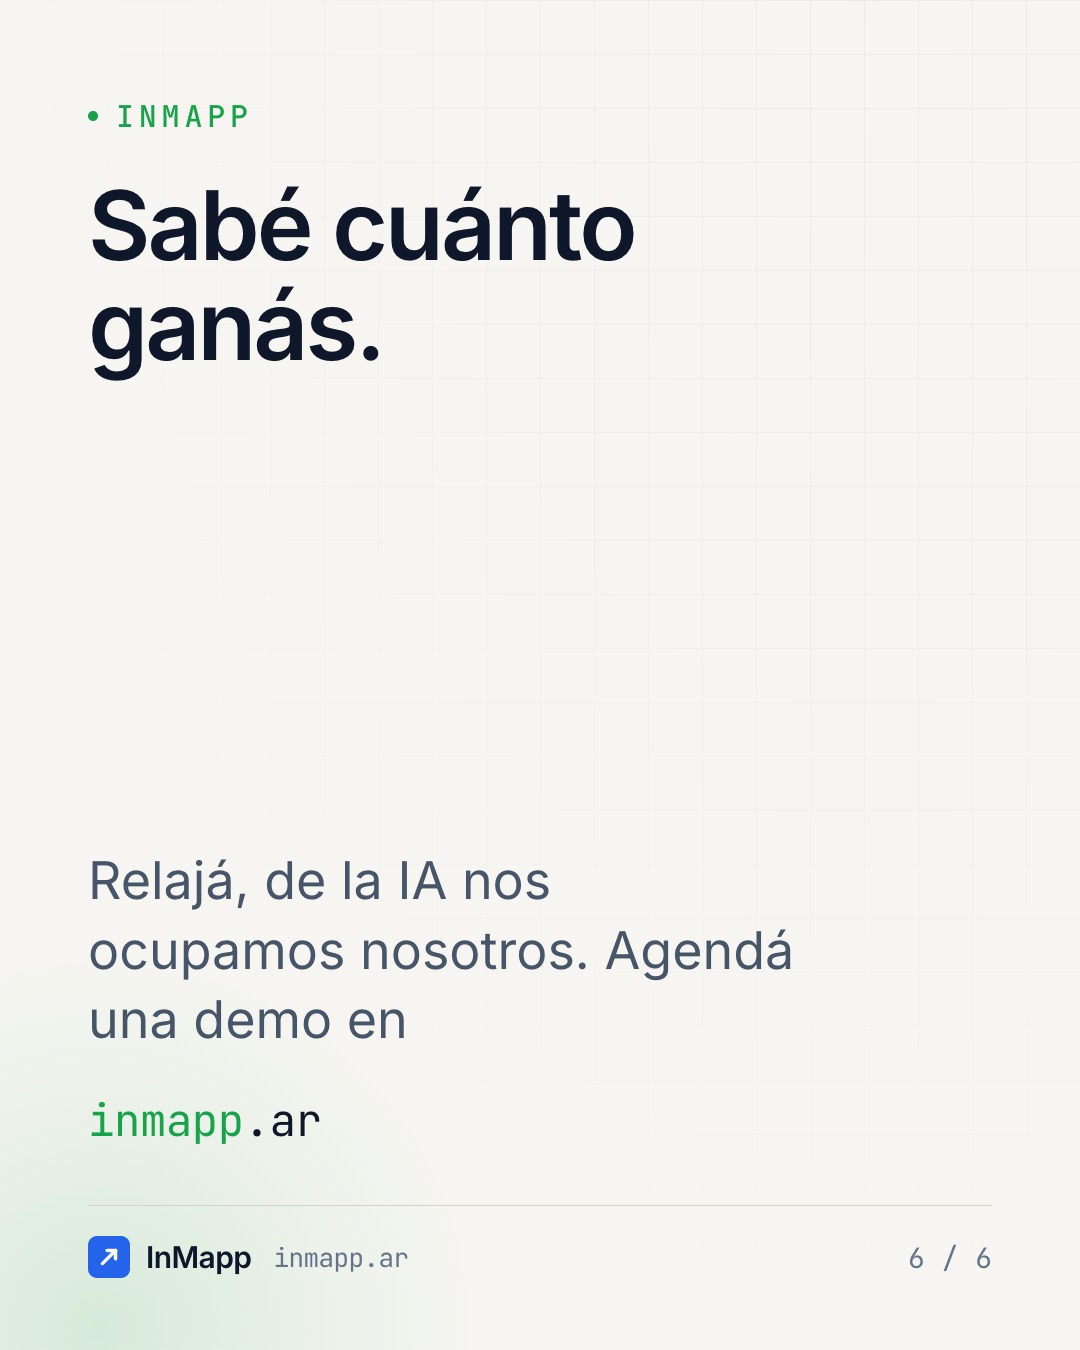 • INMAPP
Sabé cuánto
ganás.
Relajá, de la IA nos
ocupamos nosotros. Agendá
una demo en
inmapp.ar
InMapp inmapp.ar 6 / 6